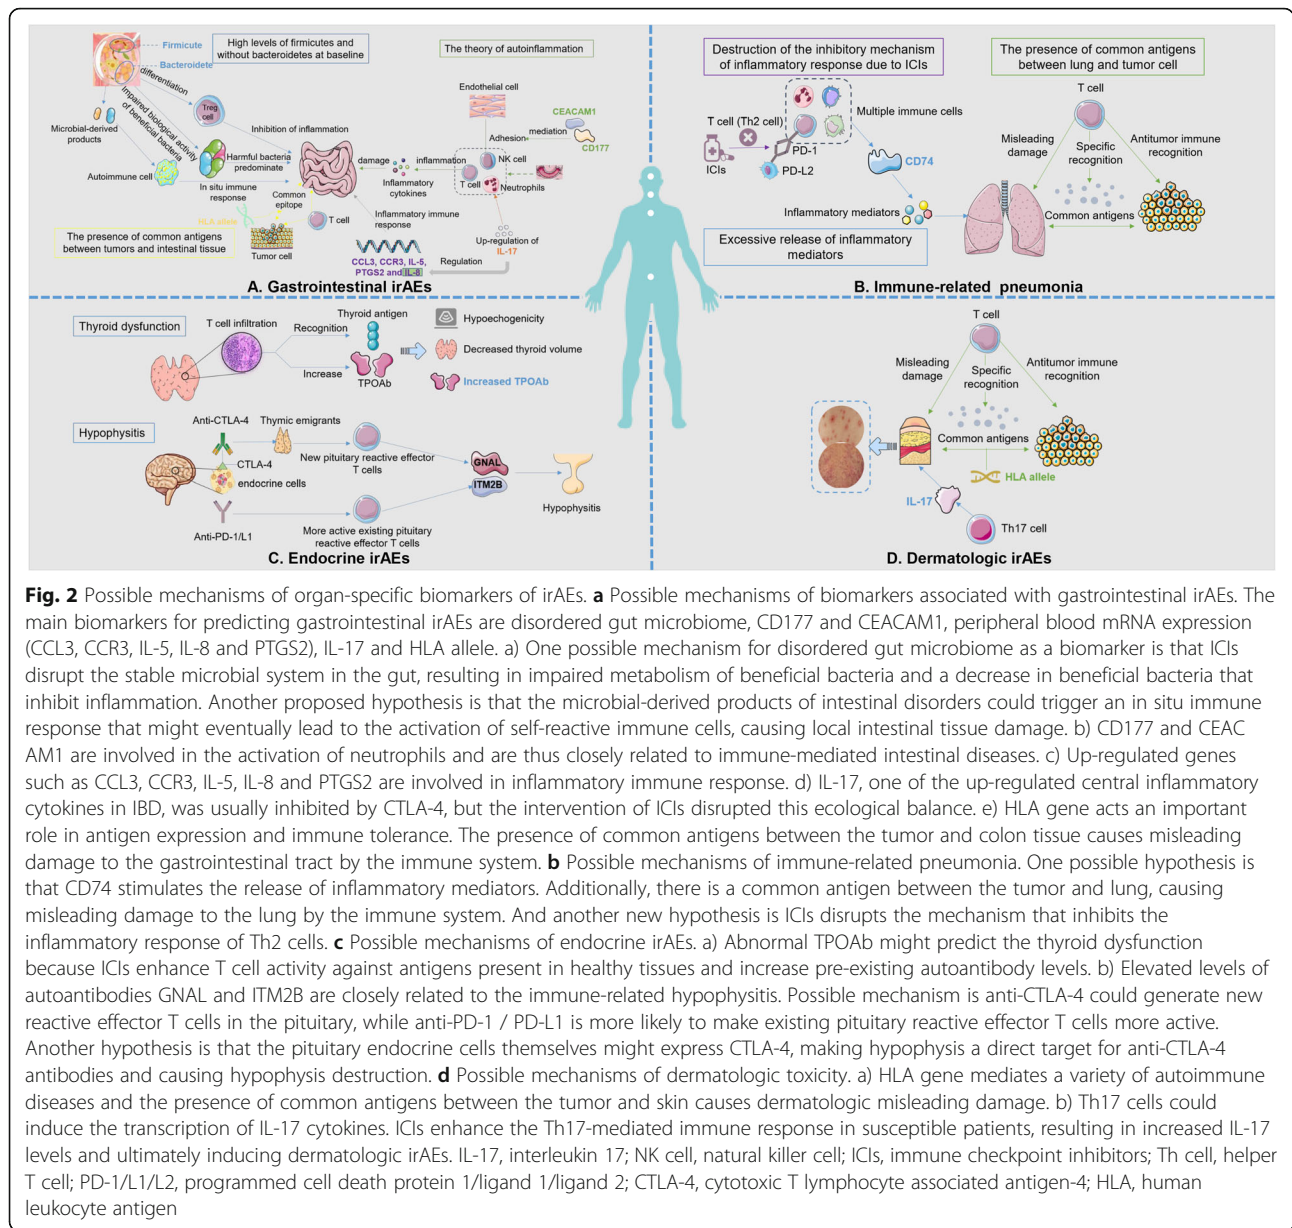 Firmicute
Bacteroidete
High levels of firmicutes and
without bacteroidetes at baseline
The theory of autoinflammation
differentiation
Impaired biological activity
of beneficial bacteria
Treg
cell
Microbial-derived
products
Inhibition of inflammation
Harmful bacteria
predominate
Autoimmune cell
In situ immune
response
Common
epitope
HLA allele
T cell
The presence of common antigens
between tumors and intestinal tissue
Tumor cell
Endothelial cell
CEACAM1
Adhesion
mediation
CD177
damage
inflammation
NK cell
T cell
Neutrophils
Inflammatory
cytokines
Inflammatory immune
response
Up-regulation of
IL-17
CCL3, CCR3, IL-5,
PTGS2 and IL-8
Regulation
A. Gastrointestinal irAEs
Destruction of the inhibitory mechanism
of inflammatory response due to ICIs
The presence of common antigens
between lung and tumor cell
T cell (Th2 cell)
ICIs
PD-1
PD-L2
Multiple immune cells
CD74
Inflammatory mediators
Excessive release of inflammatory
mediators
T cell
Misleading
damage
Specific
recognition
Antitumor immune
recognition
Common antigens
B. Immune-related pneumonia
Thyroid dysfunction
T cell infiltration
Recognition
Increase
Thyroid antigen
TPOAb
Hypoechogenicity
Decreased thyroid volume
Increased TPOAb
Hypophysitis
Anti-CTLA-4
Thymic emigrants
CTLA-4
endocrine cells
New pituitary reactive effector
T cells
GNAL
ITM2B
Hypophysitis
Anti-PD-1/L1
More active existing pituitary
reactive effector T cells
C. Endocrine irAEs
T cell
Misleading
damage
Specific
recognition
Antitumor immune
recognition
Common antigens
HLA allele
IL-17
Th17 cell
D. Dermatologic irAEs
Fig. 2 Possible mechanisms of organ-specific biomarkers of irAEs. a Possible mechanisms of biomarkers associated with gastrointestinal irAEs. The
main biomarkers for predicting gastrointestinal irAEs are disordered gut microbiome, CD177 and CEACAM1, peripheral blood mRNA expression
(CCL3, CCR3, IL-5, IL-8 and PTGS2), IL-17 and HLA allele. a) One possible mechanism for disordered gut microbiome as a biomarker is that ICIs
disrupt the stable microbial system in the gut, resulting in impaired metabolism of beneficial bacteria and a decrease in beneficial bacteria that
inhibit inflammation. Another proposed hypothesis is that the microbial-derived products of intestinal disorders could trigger an in situ immune
response that might eventually lead to the activation of self-reactive immune cells, causing local intestinal tissue damage. b) CD177 and CEAC
AM1 are involved in the activation of neutrophils and are thus closely related to immune-mediated intestinal diseases. c) Up-regulated genes
such as CCL3, CCR3, IL-5, IL-8 and PTGS2 are involved in inflammatory immune response. d) IL-17, one of the up-regulated central inflammatory
cytokines in IBD, was usually inhibited by CTLA-4, but the intervention of ICIs disrupted this ecological balance. e) HLA gene acts an important
role in antigen expression and immune tolerance. The presence of common antigens between the tumor and colon tissue causes misleading
damage to the gastrointestinal tract by the immune system. b Possible mechanisms of immune-related pneumonia. One possible hypothesis is
that CD74 stimulates the release of inflammatory mediators. Additionally, there is a common antigen between the tumor and lung, causing
misleading damage to the lung by the immune system. And another new hypothesis is ICIs disrupts the mechanism that inhibits the
inflammatory response of Th2 cells. c Possible mechanisms of endocrine irAEs. a) Abnormal TPOAb might predict the thyroid dysfunction
because ICIs enhance T cell activity against antigens present in healthy tissues and increase pre-existing autoantibody levels. b) Elevated levels of
autoantibodies GNAL and ITM2B are closely related to the immune-related hypophysitis. Possible mechanism is anti-CTLA-4 could generate new
reactive effector T cells in the pituitary, while anti-PD-1 / PD-L1 is more likely to make existing pituitary reactive effector T cells more active.
Another hypothesis is that the pituitary endocrine cells themselves might express CTLA-4, making hypophysis a direct target for anti-CTLA-4
antibodies and causing hypophysis destruction. d Possible mechanisms of dermatologic toxicity. a) HLA gene mediates a variety of autoimmune
diseases and the presence of common antigens between the tumor and skin causes dermatologic misleading damage. b) Th17 cells could
induce the transcription of IL-17 cytokines. ICIs enhance the Th17-mediated immune response in susceptible patients, resulting in increased IL-17
levels and ultimately inducing dermatologic irAEs. IL-17, interleukin 17; NK cell, natural killer cell; ICIs, immune checkpoint inhibitors; Th cell, helper
T cell; PD-1/L1/L2, programmed cell death protein 1/ligand 1/ligand 2; CTLA-4, cytotoxic T lymphocyte associated antigen-4; HLA, human
leukocyte antigen